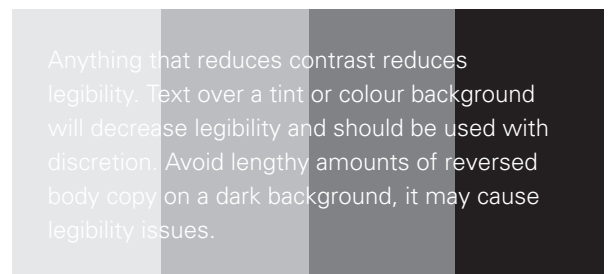 Anything that reduces contrast reduces
legibility. Text over a tint or colour background
will decrease legibility and should be used with
discretion. Avoid lengthy amounts of reversed
body copy on a dark background, it may cause
legibility issues.